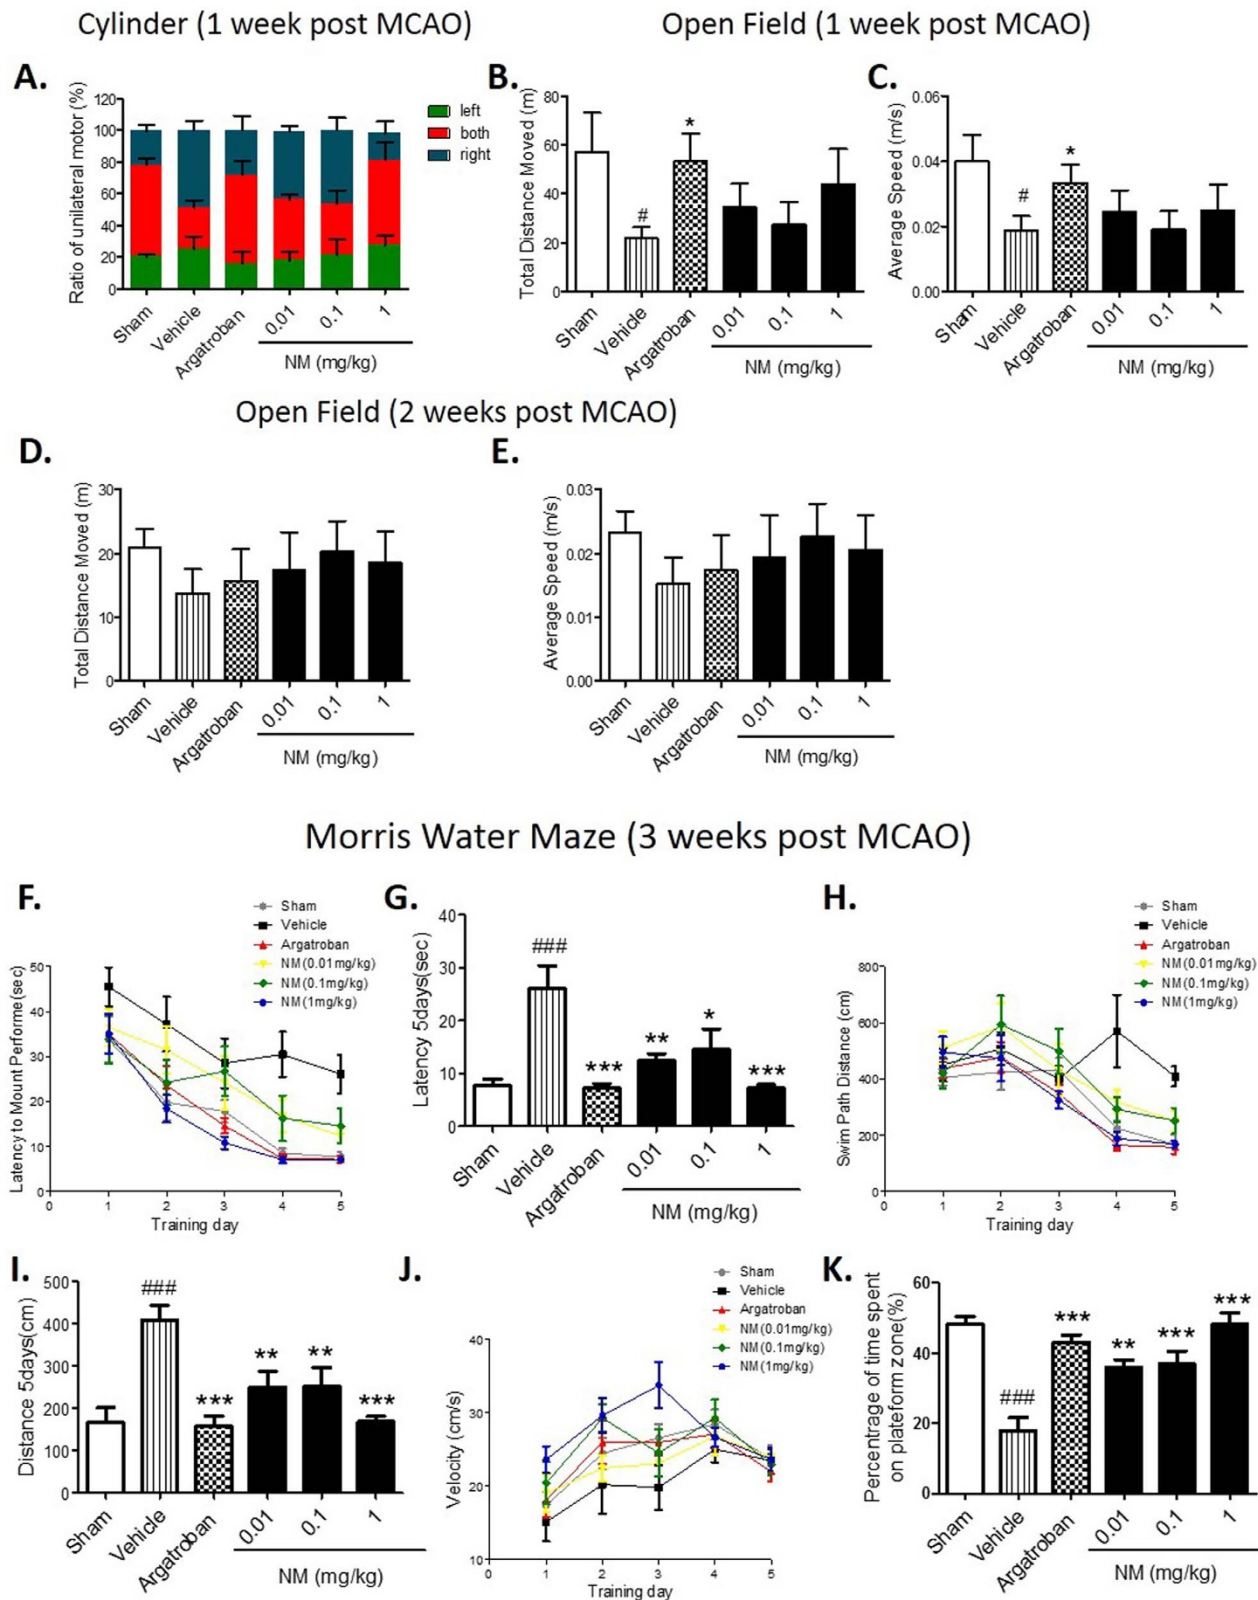 Cylinder (1 week post MCAO)
Open Field (1 week post MCAO)
A.
Ratio of unilateral motor (%)
120
100
80
60
40
20
0
left
both
right
Sham
Vehicle
Argatroban
0.01
0.1
1
NM (mg/kg)
B.
Total Distance Moved (m)
80
60
40
20
0
#
*
Sham
Vehicle
Argatroban
0.01
0.1
1
NM (mg/kg)
C.
Average Speed (m/s)
0.06
0.04
0.02
0.00
#
*
Sham
Vehicle
Argatroban
0.01
0.1
1
NM (mg/kg)
Open Field (2 weeks post MCAO)
D.
Total Distance Moved (m)
30
20
10
0
Sham
Vehicle
Argatroban
0.01
0.1
1
NM (mg/kg)
E.
Average Speed (m/s)
0.03
0.02
0.01
0.00
Sham
Vehicle
Argatroban
0.01
0.1
1
NM (mg/kg)
Morris Water Maze (3 weeks post MCAO)
F.
Sham
Vehicle
Argatroban
NM(0.01mg/kg)
NM(0.1mg/kg)
NM(1mg/kg)
Latency to Mount Performe(sec)
50
40
30
20
10
0
0 1 2 3 4 5
Training day
G.
Latency 5days(sec)
40
30
20
10
0
###
***
**
*
***
Sham
Vehicle
Argatroban
0.01
0.1
1
NM (mg/kg)
H.
Sham
Vehicle
Argatroban
NM(0.01mg/kg)
NM(0.1mg/kg)
NM(1mg/kg)
Swim Path Distance (cm)
800
600
400
200
0
0 1 2 3 4 5
Training day
I.
Distance 5days(cm)
500
400
300
200
100
0
###
***
**
**
***
Sham
Vehicle
Argatroban
0.01
0.1
1
NM (mg/kg)
J.
Sham
Vehicle
Argatroban
NM(0.01mg/kg)
NM(0.1mg/kg)
NM(1mg/kg)
Velocity (cm/s)
40
30
20
10
0 1 2 3 4 5
Training day
K.
Percentage of time spent
on plateform zone(%)
60
40
20
0
###
***
**
***
***
Sham
Vehicle
Argatroban
0.01
0.1
1
NM (mg/kg)